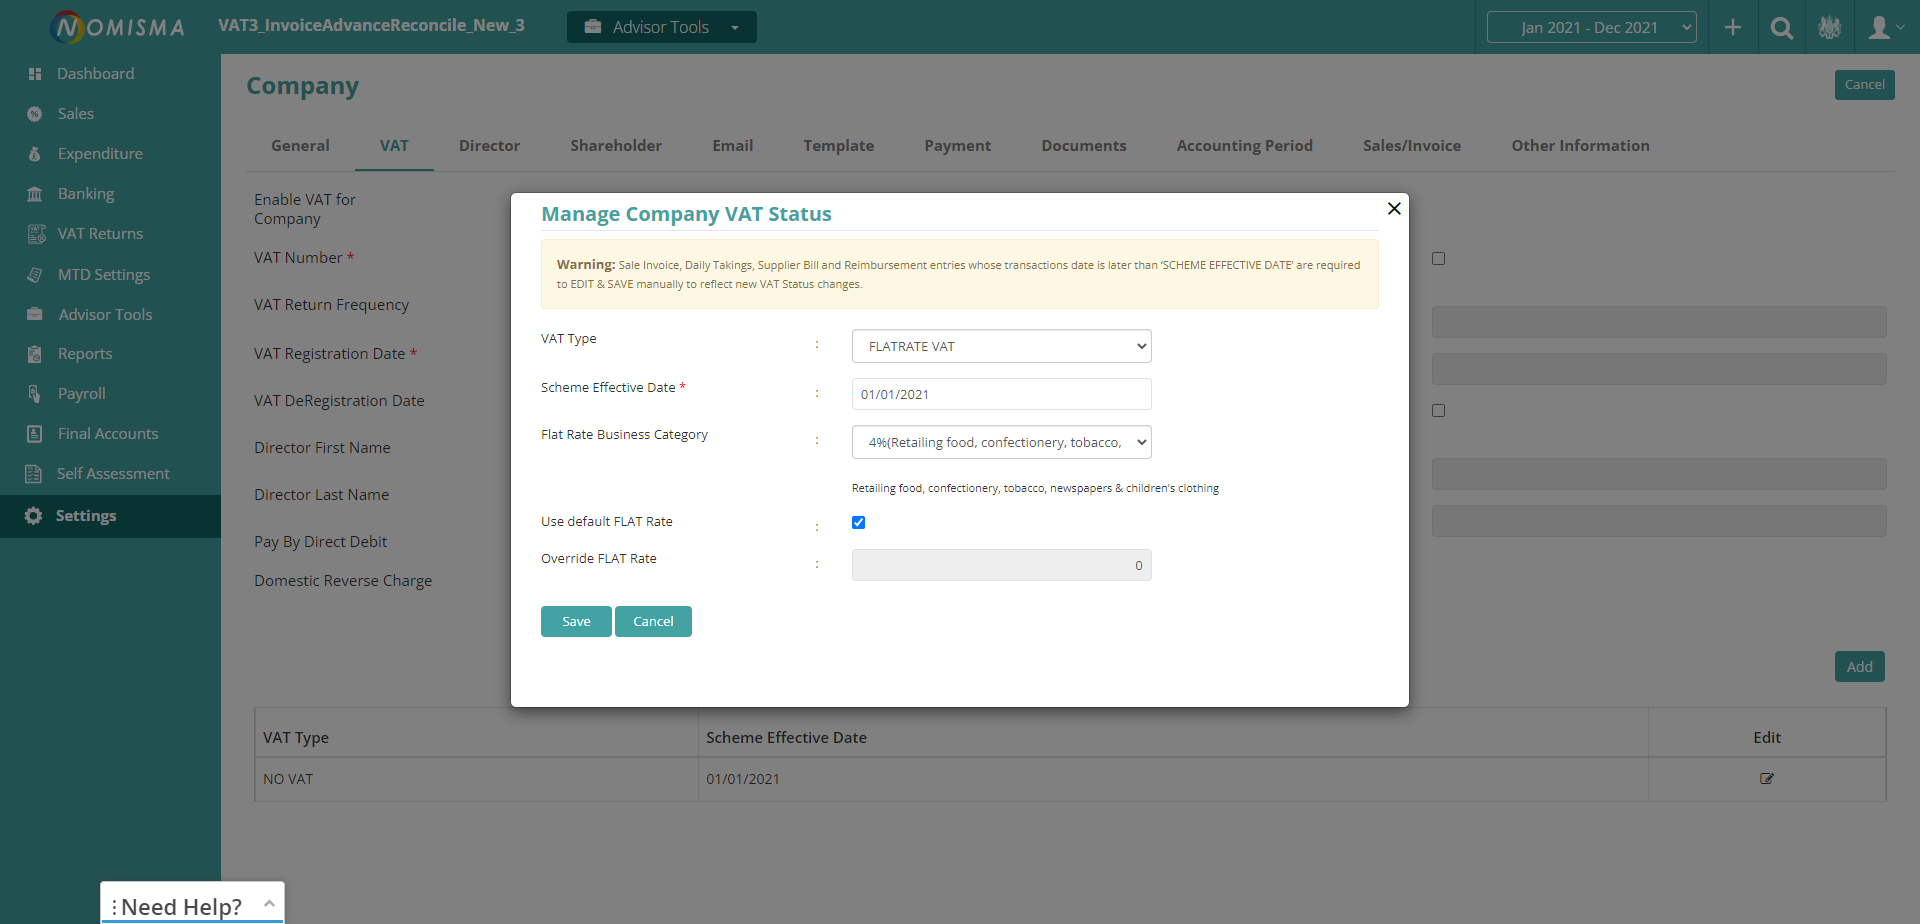 NOMISMA
VAT3_InvoiceAdvanceReconcile_New_3
Advisor Tools
Jan 2021 - Dec 2021
Dashboard
Sales
Expenditure
Banking
VAT Returns
MTD Settings
Advisor Tools
Reports
Payroll
Final Accounts
Self Assessment
Settings
Company
Cancel
General VAT Director Shareholder Email Template Payment Documents Accounting Period Sales/Invoice Other Information
Enable VAT for
Company
VAT Number *
VAT Return Frequency
VAT Registration Date *
VAT DeRegistration Date
Director First Name
Director Last Name
Pay By Direct Debit
Domestic Reverse Charge
Manage Company VAT Status
Warning: Sale Invoice, Daily Takings, Supplier Bill and Reimbursement entries whose transactions date is later than 'SCHEME EFFECTIVE DATE' are required
to EDIT & SAVE manually to reflect new VAT Status changes.
VAT Type : FLATRATE VAT
Scheme Effective Date * : 01/01/2021
Flat Rate Business Category : 4%(Retailing food, confectionery, tobacco,
Retailing food, confectionery, tobacco, newspapers & children's clothing
Use default FLAT Rate :
Override FLAT Rate : 0
Save Cancel
Add
VAT Type Scheme Effective Date Edit
NO VAT 01/01/2021
Need Help?